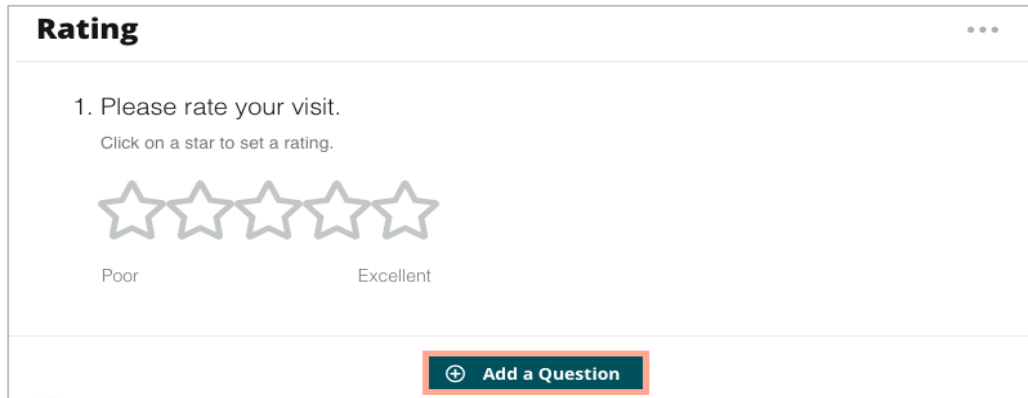 Rating
1. Please rate your visit.
Click on a star to set a rating.
Poor Excellent
Add a Question